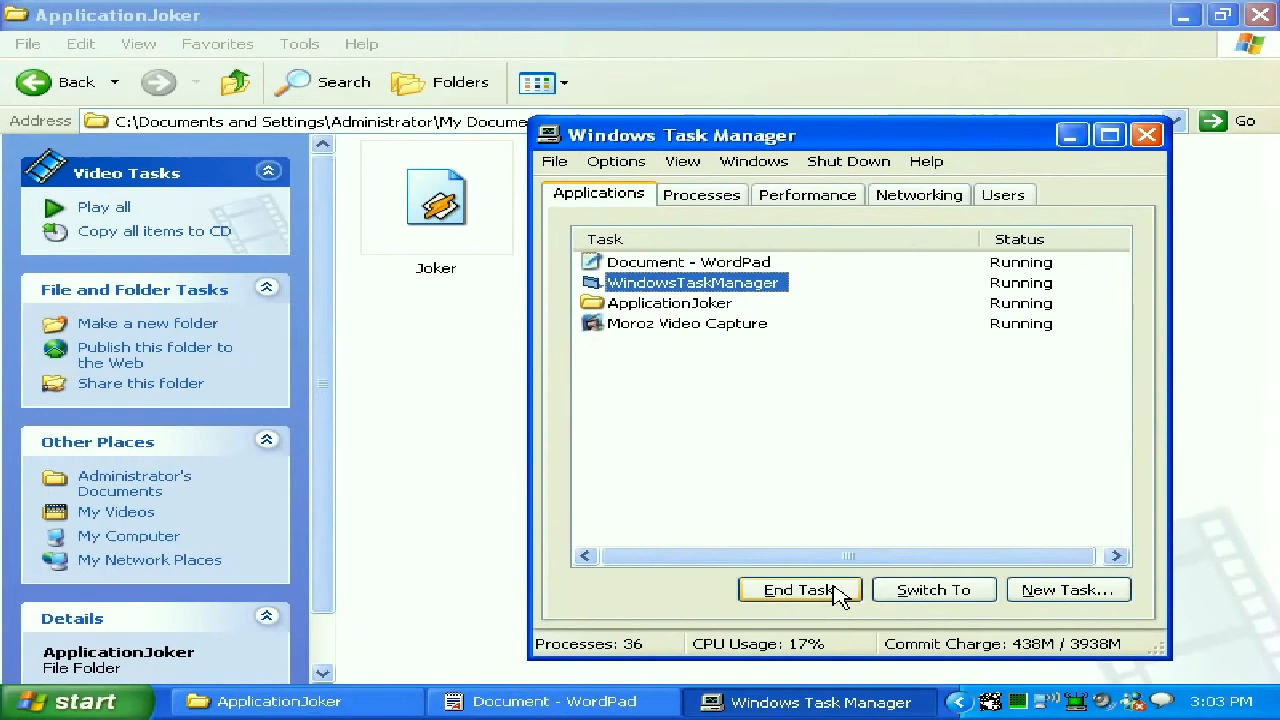 ApplicationJoker
File Edit View Favorites Tools Help
Back Search Folders
Address C:\Documents and Settings\Administrator\My Docume Go
Video Tasks
Play all
Copy all items to CD
File and Folder Tasks
Make a new folder
Publish this folder to
the Web
Share this folder
Other Places
Administrator's
Documents
My Videos
My Computer
My Network Places
Details
ApplicationJoker
File Folder
Joker
Windows Task Manager
File Options View Windows Shut Down Help
Applications Processes Performance Networking Users
Task Status
Document - WordPad Running
WindowsTaskManager Running
ApplicationJoker Running
Moroz Video Capture Running
End Task Switch To New Task...
Processes: 36 CPU Usage: 17% Commit Charge: 438M / 3938M
start ApplicationJoker Document - WordPad Windows Task Manager 3:03 PM